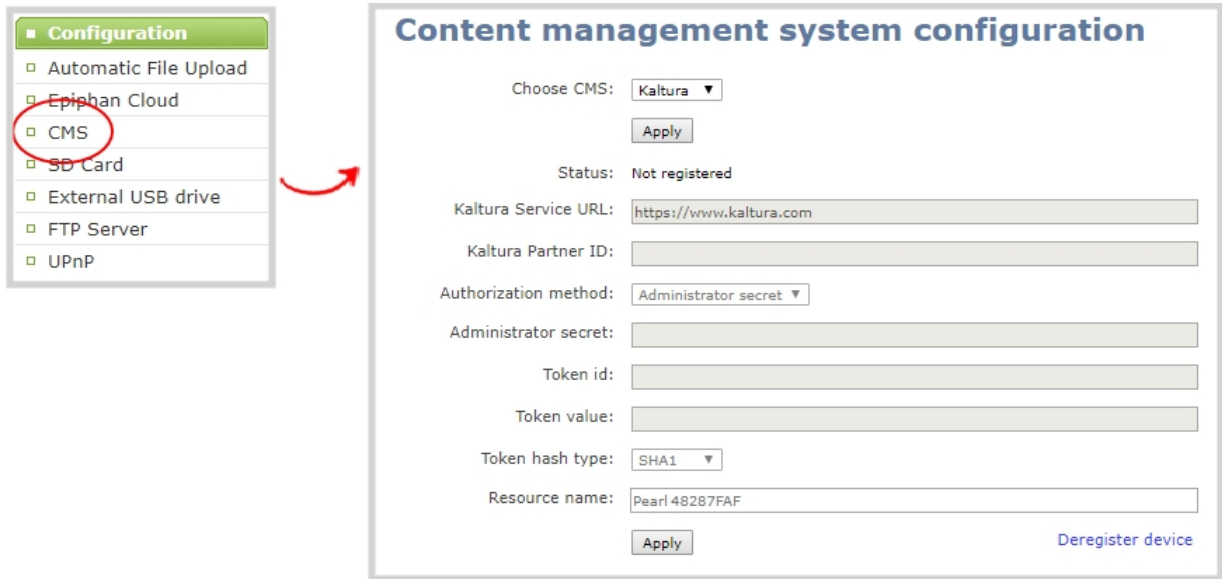 Configuration
Automatic File Upload
Epiphan Cloud
CMS
SD Card
External USB drive
FTP Server
UPnP
Content management system configuration
Choose CMS: Kaltura
Apply
Status: Not registered
Kaltura Service URL: https://www.kaltura.com
Kaltura Partner ID:
Authorization method: Administrator secret
Administrator secret:
Token id:
Token value:
Token hash type: SHA1
Resource name: Pearl 48287FAF
Apply Deregister device